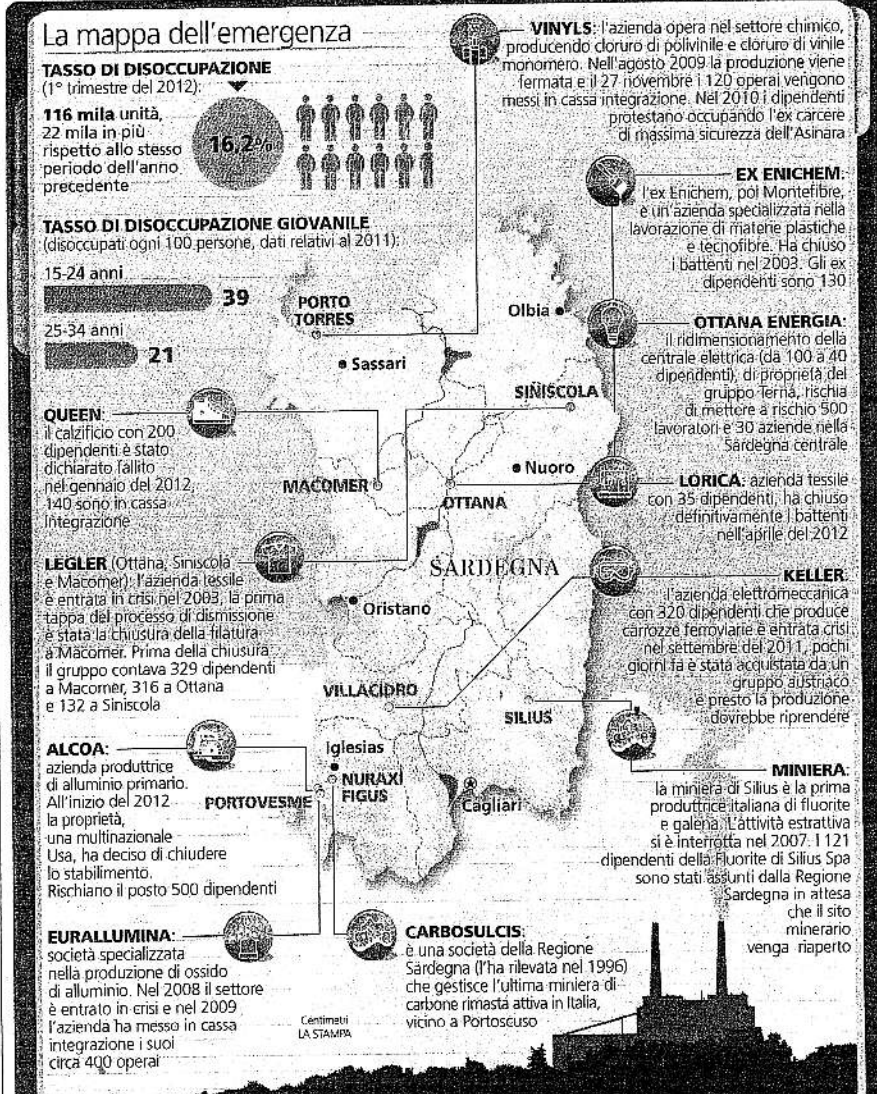 La mappa dell'emergenza
TASSO DI DISOCCUPAZIONE
(1° trimestre del 2012):
116 mila unità,
22 mila in più
rispetto allo stesso
periodo dell'anno
precedente
16,2%
TASSO DI DISOCCUPAZIONE GIOVANILE
(disoccupati ogni 100 persone, dati relativi al 2011):
15-24 anni
39
25-34 anni
21
VINYLS: l'azienda opera nel settore chimico,
producendo cloruro di polivinile e cloruro di vinile
monomero. Nell'agosto 2009 la produzione viene
fermata e il 27 novembre i 120 operai vengono
messi in cassa integrazione. Nel 2010 i dipendenti
protestano occupando l'ex carcere
di massima sicurezza dell'Asinara
EX ENICHEM:
l'ex Enichem, poi Montefibre,
è un'azienda specializzata nella
lavorazione di materie plastiche
e tecnofibre. Ha chiuso
i battenti nel 2003. Gli ex
dipendenti sono 130
OTTANA ENERGIA:
il ridimensionamento della
centrale elettrica (da 100 a 40
dipendenti), di proprietà del
gruppo Terna, rischia
di mettere a rischio 500
lavoratori e 30 aziende nella
Sardegna centrale
LORICA: azienda tessile
con 35 dipendenti, ha chiuso
definitivamente i battenti
nell'aprile del 2012
KELLER:
l'azienda elettromeccanica
con 320 dipendenti che produce
carrozze ferroviarie è entrata crisi
nel settembre del 2011, pochi
giorni fa è stata acquistata da un
gruppo austriaco
e presto la produzione
dovrebbe riprendere
MINIERA:
la miniera di Silius è la prima
produttrice italiana di fluorite
e galena. L'attività estrattiva
si è interrotta nel 2007. I 121
dipendenti della Fluorite di Silius Spa
sono stati assunti dalla Regione
Sardegna in attesa
che il sito
minerario
venga riaperto
QUEEN:
il calzificio con 200
dipendenti è stato
dichiarato fallito
nel gennaio del 2012,
140 sono in cassa
integrazione
LEGLER (Ottana, Siniscola
e Macomer): l'azienda tessile
è entrata in crisi nel 2003, la prima
tappa del processo di dismissione
è stata la chiusura della filatura
a Macomer. Prima della chiusura
il gruppo contava 329 dipendenti
a Macomer, 316 a Ottana
e 132 a Siniscola
ALCOA:
azienda produttrice
di alluminio primario.
All'inizio del 2012
la proprietà,
una multinazionale
Usa, ha deciso di chiudere
lo stabilimento.
Rischiano il posto 500 dipendenti
EURALLUMINA:
società specializzata
nella produzione di ossido
di alluminio. Nel 2008 il settore
è entrato in crisi e nel 2009
l'azienda ha messo in cassa
integrazione i suoi
circa 400 operai
CARBOSULCIS:
è una società della Regione
Sardegna (l'ha rilevata nel 1996)
che gestisce l'ultima miniera di
carbone rimasta attiva in Italia,
vicino a Portoscuso
PORTO
TORRES
Sassari
Olbia
SINISCOLA
Nuoro
MACOMER
OTTANA
SARDEGNA
Oristano
VILLACIDRO
SILIUS
Iglesias
NURAXI
FIGUS
PORTOVESME
Cagliari
Centimetri
LA STAMPA